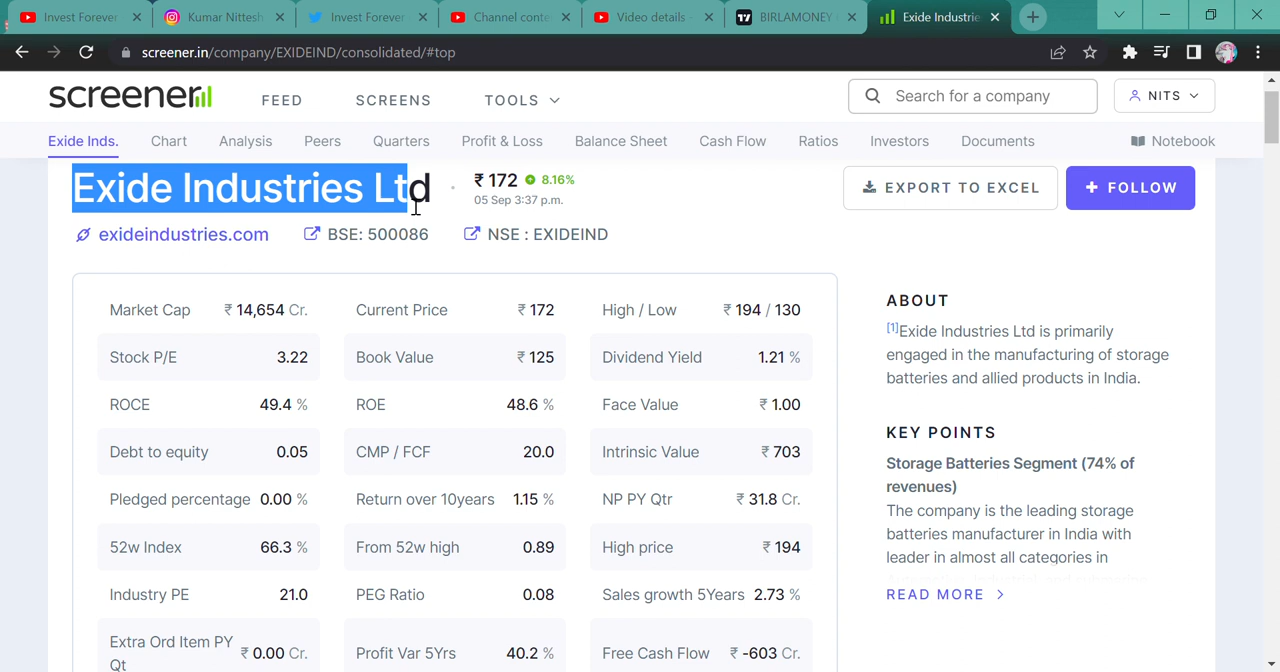 Invest Forever
Kumar Nittesh
Invest Forever
Channel conte
Video details -
BIRLAMONEY
Exide Industrie
screener.in/company/EXIDEIND/consolidated/#top
screener
FEED
SCREENS
TOOLS
Search for a company
NITS
Exide Inds.
Chart
Analysis
Peers
Quarters
Profit & Loss
Balance Sheet
Cash Flow
Ratios
Investors
Documents
Notebook
Exide Industries Ltd
₹ 172 8.16%
05 Sep 3:37 p.m.
EXPORT TO EXCEL
FOLLOW
exideindustries.com
BSE: 500086
NSE : EXIDEIND
Market Cap ₹ 14,654 Cr.
Current Price ₹ 172
High / Low ₹ 194 / 130
Stock P/E 3.22
Book Value ₹ 125
Dividend Yield 1.21 %
ROCE 49.4 %
ROE 48.6 %
Face Value ₹ 1.00
Debt to equity 0.05
CMP / FCF 20.0
Intrinsic Value ₹ 703
Pledged percentage 0.00 %
Return over 10years 1.15 %
NP PY Qtr ₹ 31.8 Cr.
52w Index 66.3 %
From 52w high 0.89
High price ₹ 194
Industry PE 21.0
PEG Ratio 0.08
Sales growth 5Years 2.73 %
Extra Ord Item PY
Qt
₹ 0.00 Cr.
Profit Var 5Yrs 40.2 %
Free Cash Flow ₹ -603 Cr.
ABOUT
[1]Exide Industries Ltd is primarily
engaged in the manufacturing of storage
batteries and allied products in India.
KEY POINTS
Storage Batteries Segment (74% of
revenues)
The company is the leading storage
batteries manufacturer in India with
leader in almost all categories in
READ MORE